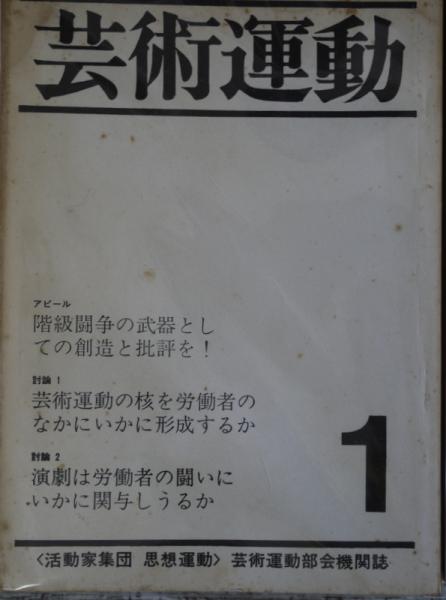 芸術運動
アピール
階級闘争の武器とし
ての創造と批評を！
討論 1
芸術運動の核を労働者の
なかにいかに形成するか
討論 2
演劇は労働者の闘いに
いかに関与しうるか
1
〈活動家集団 思想運動〉芸術運動部会機関誌